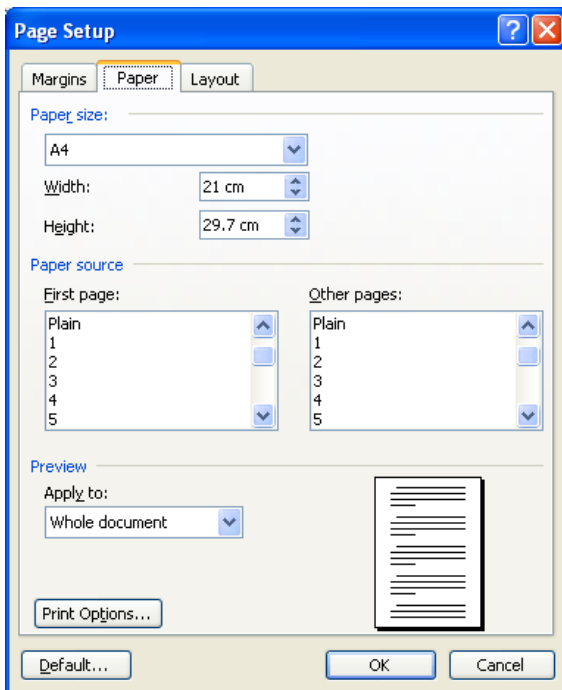 Page Setup
Margins Paper Layout
Paper size:
A4
Width: 21 cm
Height: 29.7 cm
Paper source
First page: Other pages:
Plain Plain
1 1
2 2
3 3
4 4
5 5
Preview
Apply to:
Whole document
Print Options...
Default... OK Cancel